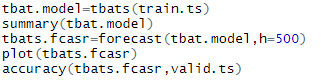 tbat.model=tbats(train.ts)
summary(tbat.model)
tbats.fcasr=forecast(tbat.model,h=500)
plot(tbats.fcasr)
accuracy(tbats.fcasr,valid.ts)